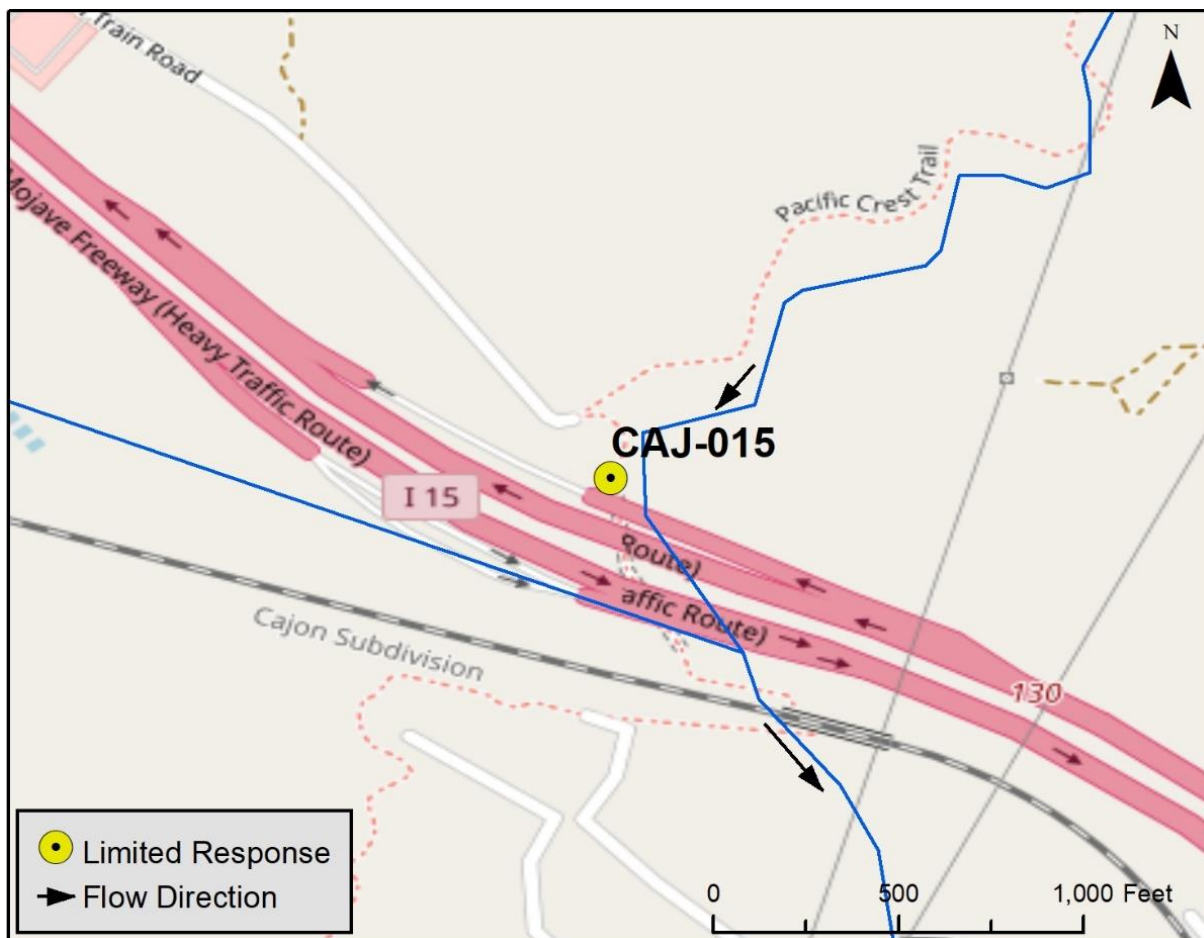 N
Train Road
Pacific Crest Trail
Mojave Freeway (Heavy Traffic Route)
CAJ-015
I 15
Route)
affic Route)
Cajon Subdivision
130
Limited Response
Flow Direction
0 500 1,000 Feet